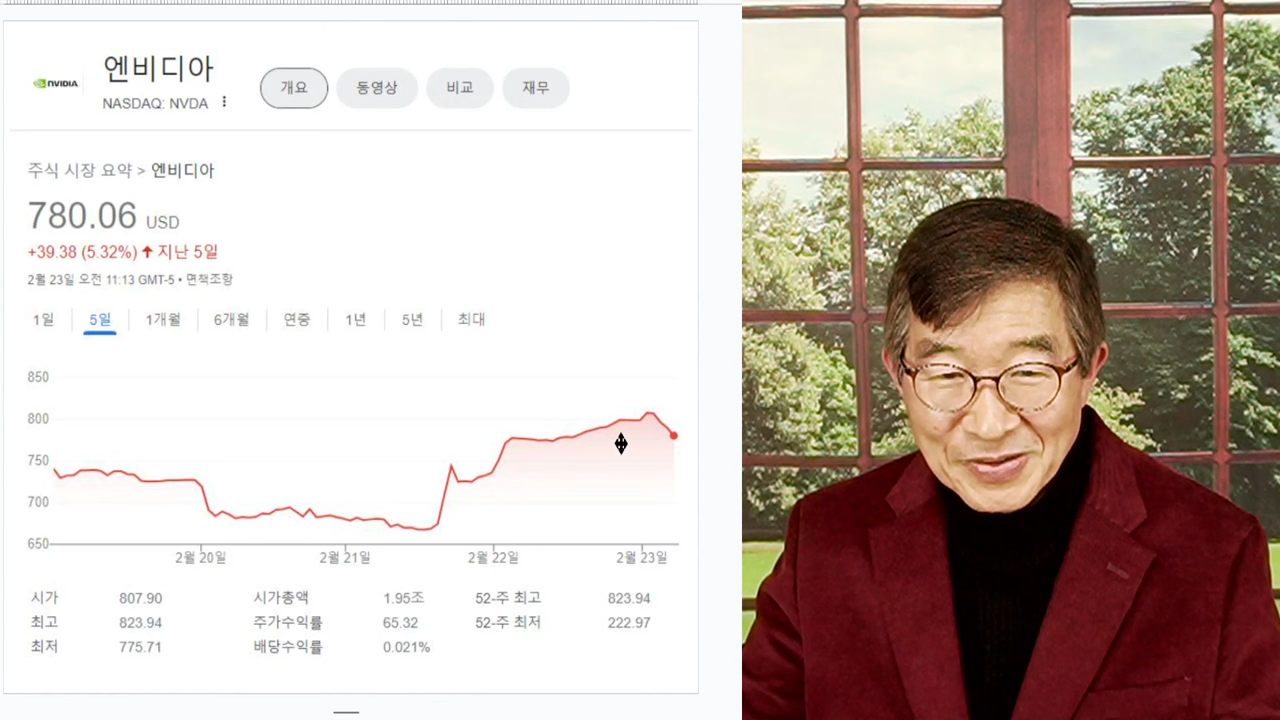 엔비디아
NVIDIA
NASDAQ: NVDA
개요 동영상 비교 재무
주식 시장 요약 > 엔비디아
780.06 USD
+39.38 (5.32%) ↑ 지난 5일
2월 23일 오전 11:13 GMT-5 • 면책조항
1일 5일 1개월 6개월 연중 1년 5년 최대
850
800
750
700
650
2월 20일 2월 21일 2월 22일 2월 23일
시가 807.90 시가총액 1.95조 52-주 최고 823.94
최고 823.94 주가수익률 65.32 52-주 최저 222.97
최저 775.71 배당수익률 0.021%